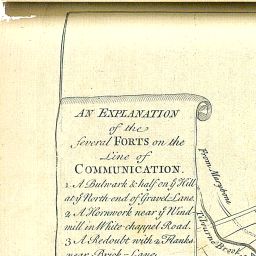 AN EXPLANATION
of the
several FORTS on the
Line of
COMMUNICATION.
1. A Bulwark & half on ỹ Hill
at ỹ North end of Gravel-Lane.
2. A Hornwork near ỹ Wind-
mill in White-chappel Road.
3 A Redoubt with 2 Flanks
near Brick-Lane.
From Marybone
Tyburne Brook